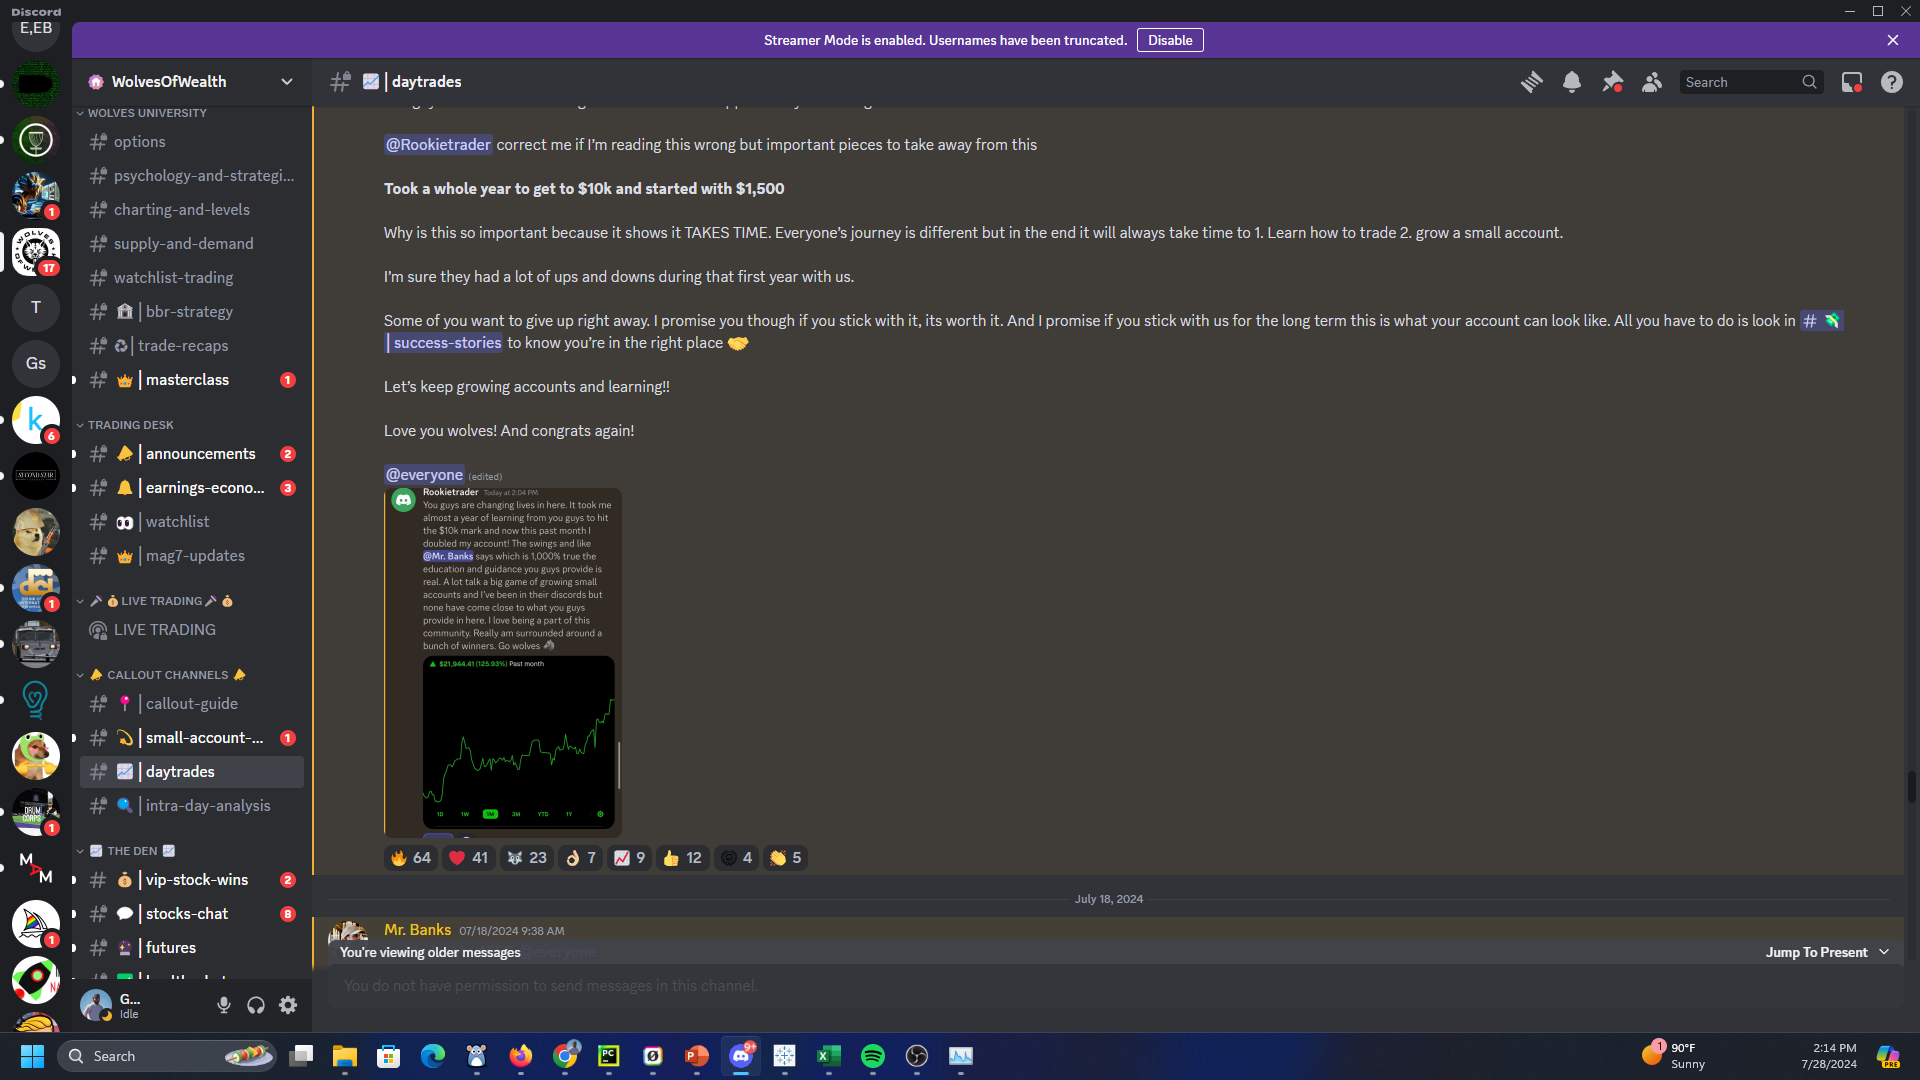 Discord
Streamer Mode is enabled. Usernames have been truncated. Disable
E,EB
WolvesOfWealth
| daytrades
Search
WOLVES UNIVERSITY
options
psychology-and-strategi...
charting-and-levels
supply-and-demand
watchlist-trading
| bbr-strategy
| trade-recaps
| masterclass 1
TRADING DESK
| announcements 2
| earnings-econo... 3
| watchlist
| mag7-updates
LIVE TRADING
LIVE TRADING
CALLOUT CHANNELS
| callout-guide
| small-account-... 1
| daytrades
| intra-day-analysis
THE DEN
| vip-stock-wins 2
| stocks-chat 8
| futures
1
17
T
Gs
k
6
SECOND STAR
dci
1
DRUM CORPS
1
M A M
1
G...
Idle
@Rookietrader correct me if I'm reading this wrong but important pieces to take away from this
Took a whole year to get to $10k and started with $1,500
Why is this so important because it shows it TAKES TIME. Everyone's journey is different but in the end it will always take time to 1. Learn how to trade 2. grow a small account.
I'm sure they had a lot of ups and downs during that first year with us.
Some of you want to give up right away. I promise you though if you stick with it, its worth it. And I promise if you stick with us for the long term this is what your account can look like. All you have to do is look in #
| success-stories to know you're in the right place
Let's keep growing accounts and learning!!
Love you wolves! And congrats again!
@everyone (edited)
Rookietrader Today at 2:04 PM
You guys are changing lives in here. It took me
almost a year of learning from you guys to hit
the $10k mark and now this past month I
doubled my account! The swings and like
@Mr. Banks says which is 1,000% true the
education and guidance you guys provide is
real. A lot talk a big game of growing small
accounts and I've been in their discords but
none have come close to what you guys
provide in here. I love being a part of this
community. Really am surrounded around a
bunch of winners. Go wolves
$21,944.41 (125.93%) Past month
1D 1W 1M 3M YTD 1Y
64 41 23 7 9 12 4 5
July 18, 2024
Mr. Banks 07/18/2024 9:38 AM
@everyone
You're viewing older messages
Jump To Present
You do not have permission to send messages in this channel.
Search
PC
9+
1
90°F
Sunny
2:14 PM
7/28/2024
PRE